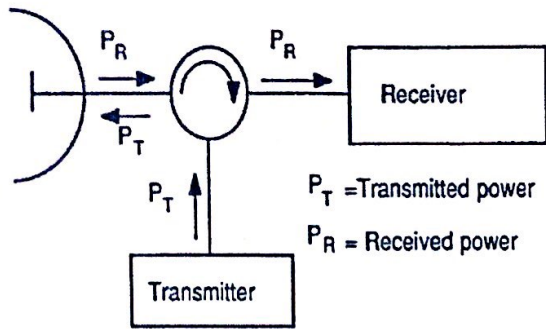 P_R
P_R
Receiver
P_T
P_T
P_T =Transmitted power
P_R = Received power
Transmitter